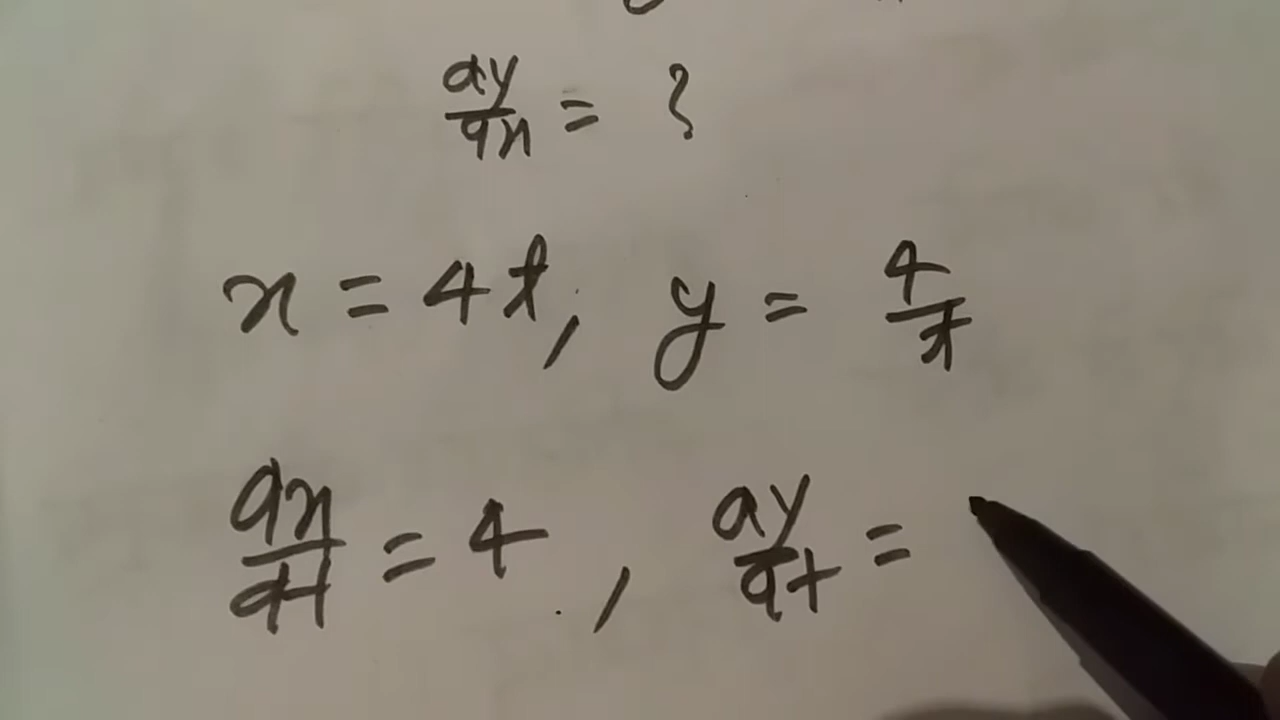 dy/dx = ?
x = 4t, y = 4/t
dx/dt = 4, dy/dt =